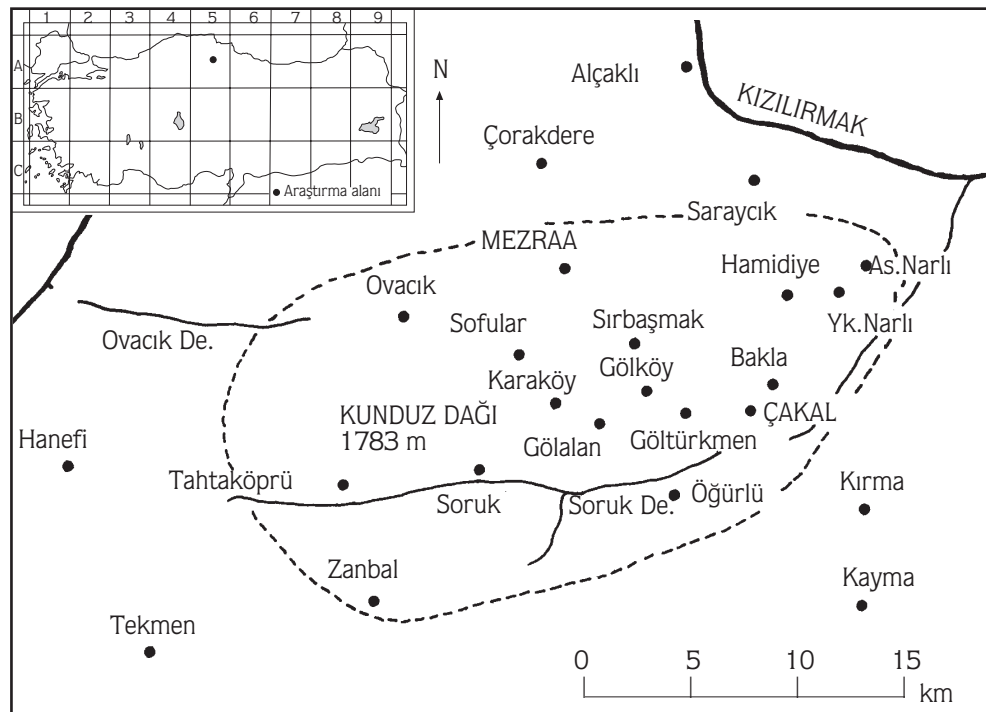 1 2 3 4 5 6 7 8 9
A
B
C
Araştırma alanı
N
Alçaklı
KIZILIRMAK
Çorakdere
Saraycık
MEZRAA
Hamidiye
As.Narlı
Ovacık
Yk.Narlı
Sofular
Sırbaşmak
Ovacık De.
Karaköy
Gölköy
Bakla
KUNDUZ DAĞI
1783 m
ÇAKAL
Hanefi
Gölalan
Göltürkmen
Tahtaköprü
Soruk
Soruk De.
Öğürlü
Kırma
Zanbal
Kayma
Tekmen
0 5 10 15
km